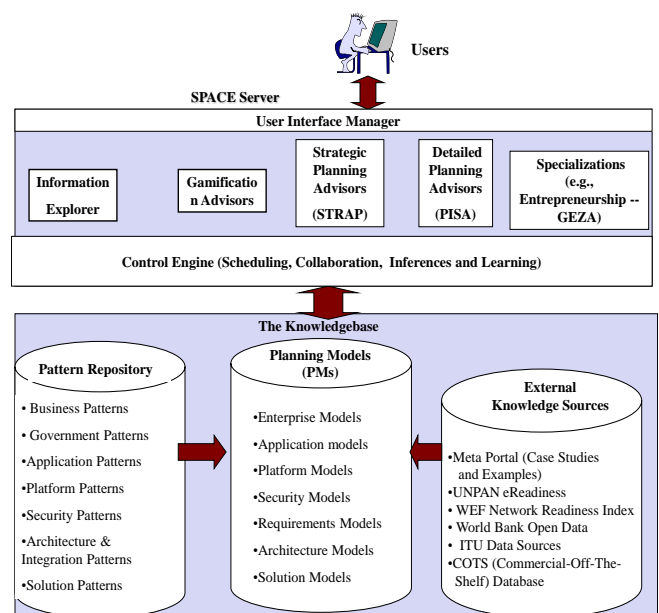 Users
SPACE Server
User Interface Manager
Information
Explorer
Gamificatio
n Advisors
Strategic
Planning
Advisors
(STRAP)
Detailed
Planning
Advisors
(PISA)
Specializations
(e.g.,
Entrepreneurship --
GEZA)
Control Engine (Scheduling, Collaboration, Inferences and Learning)
The Knowledgebase
Pattern Repository
• Business Patterns
• Government Patterns
•Application Patterns
•Platform Patterns
•Security Patterns
•Architecture &
Integration Patterns
•Solution Patterns
Planning Models
(PMs)
•Enterprise Models
•Application models
•Platform Models
•Security Models
•Requirements Models
•Architecture Models
•Solution Models
External
Knowledge Sources
•Meta Portal (Case Studies
and Examples)
•UNPAN eReadiness
• WEF Network Readiness Index
• World Bank Open Data
• ITU Data Sources
•COTS (Commercial-Off-The-
Shelf) Database